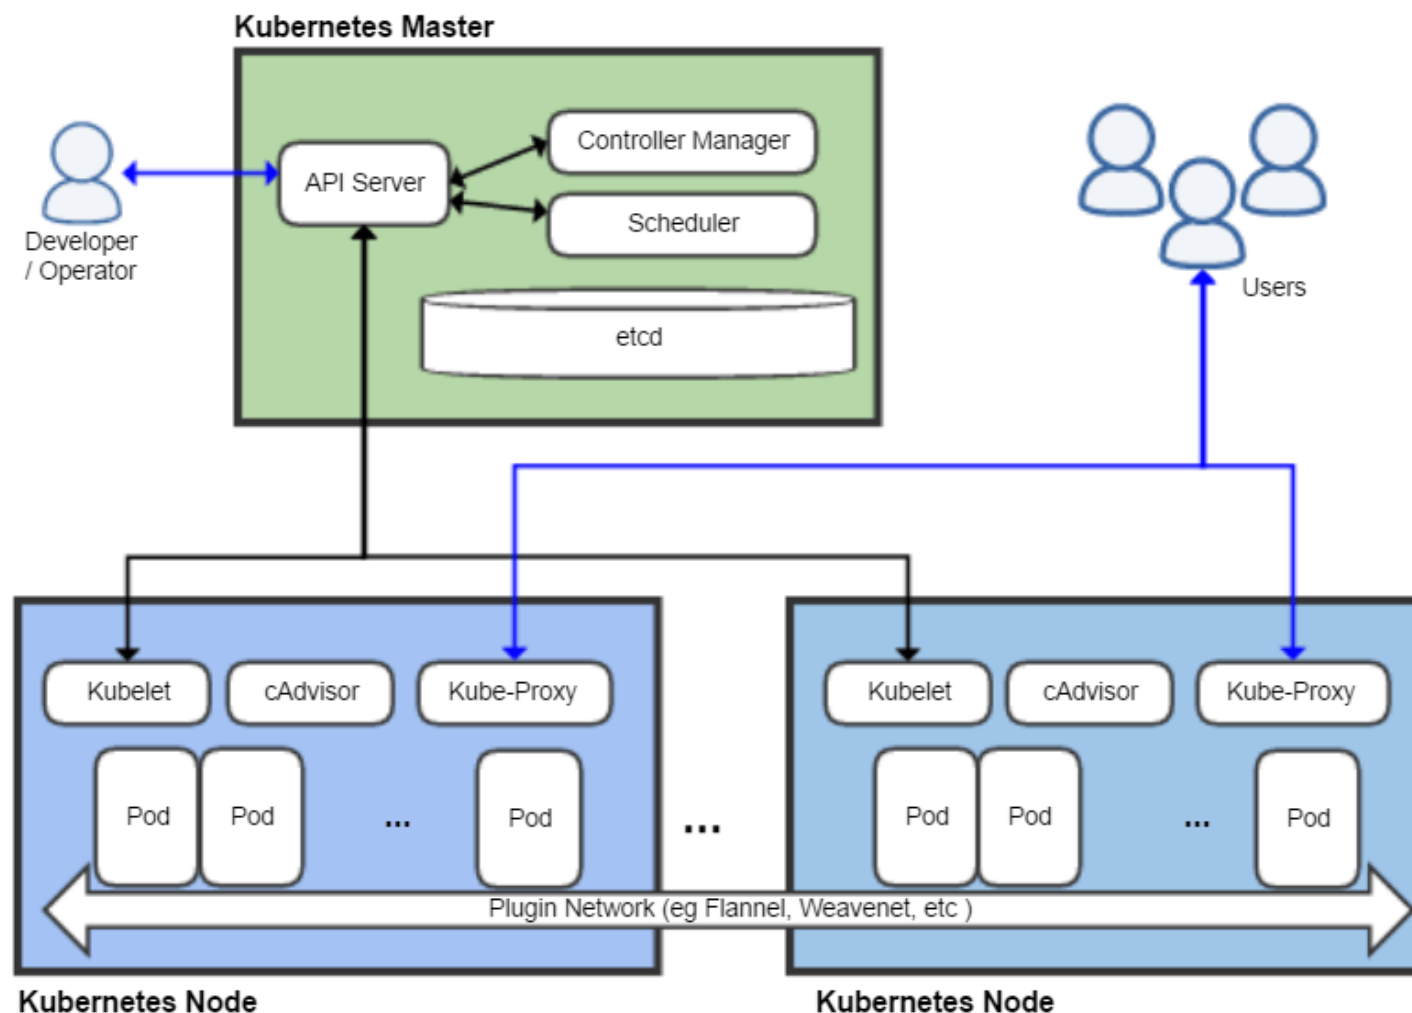 Kubernetes Master
Controller Manager
API Server
Scheduler
Developer
/ Operator
Users
etcd
Kubelet
cAdvisor
Kube-Proxy
Kubelet
cAdvisor
Kube-Proxy
Pod
Pod
...
Pod
...
Pod
Pod
...
Pod
Plugin Network (eg Flannel, Weavenet, etc )
Kubernetes Node
Kubernetes Node